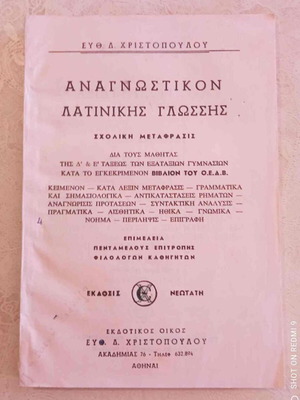 ΕΥΘ. Δ. ΧΡΙΣΤΟΠΟΥΛΟΥ
ΑΝΑΓΝΩΣΤΙΚΟΝ
ΛΑΤΙΝΙΚΗΣ ΓΛΩΣΣΗΣ
ΣΧΟΛΙΚΗ ΜΕΤΑΦΡΑΣΙΣ
ΔΙΑ ΤΟΥΣ ΜΑΘΗΤΑΣ
ΤΗΣ Δ' & Ε' ΤΑΞΕΩΣ ΤΩΝ ΕΞΑΤΑΞΙΩΝ ΓΥΜΝΑΣΙΩΝ
ΚΑΤΑ ΤΟ ΕΓΚΕΚΡΙΜΕΝΟΝ ΒΙΒΛΙΟΝ ΤΟΥ Ο.Ε.Δ.Β.
ΚΕΙΜΕΝΟΝ — ΚΑΤΑ ΛΕΞΙΝ ΜΕΤΑΦΡΑΣΙΣ — ΓΡΑΜΜΑΤΙΚΑ
ΚΑΙ ΣΗΜΑΣΙΟΛΟΓΙΚΑ — ΑΝΤΙΚΑΤΑΣΤΑΣΕΙΣ ΡΗΜΑΤΩΝ —
ΑΝΑΓΝΩΡΙΣΙΣ ΠΡΟΤΑΣΕΩΝ — ΣΥΝΤΑΚΤΙΚΗ ΑΝΑΛΥΣΙΣ —
ΠΡΑΓΜΑΤΙΚΑ — ΑΙΣΘΗΤΙΚΑ — ΗΘΙΚΑ — ΓΝΩΜΙΚΑ —
ΝΟΗΜΑ — ΠΕΡΙΛΗΨΙΣ — ΕΠΙΓΡΑΦΗ
4
ΕΠΙΜΕΛΕΙΑ
ΠΕΝΤΑΜΕΛΟΥΣ ΕΠΙΤΡΟΠΗΣ
ΦΙΛΟΛΟΓΩΝ ΚΑΘΗΓΗΤΩΝ
ΕΚΔΟΣΙΣ ΝΕΩΤΑΤΗ
ΕΚΔΟΤΙΚΟΣ ΟΙΚΟΣ
ΕΥΘ. Δ. ΧΡΙΣΤΟΠΟΥΛΟΥ
ΑΚΑΔΗΜΙΑΣ 76 - Τηλεφ 632.894
ΑΘΗΝΑΙ
SHOT ON REDMI 9